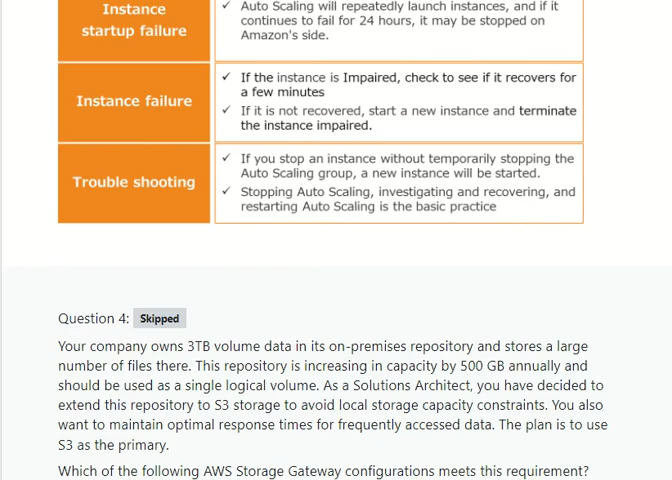 Instance
startup failure
✓ Auto Scaling will repeatedly launch instances, and if it
continues to fail for 24 hours, it may be stopped on
Amazon's side.
Instance failure
✓ If the instance is Impaired, check to see if it recovers for
a few minutes
✓ If it is not recovered, start a new instance and terminate
the instance impaired.
Trouble shooting
✓ If you stop an instance without temporarily stopping the
Auto Scaling group, a new instance will be started.
✓ Stopping Auto Scaling, investigating and recovering, and
restarting Auto Scaling is the basic practice
Question 4: Skipped
Your company owns 3TB volume data in its on-premises repository and stores a large
number of files there. This repository is increasing in capacity by 500 GB annually and
should be used as a single logical volume. As a Solutions Architect, you have decided to
extend this repository to S3 storage to avoid local storage capacity constraints. You also
want to maintain optimal response times for frequently accessed data. The plan is to use
S3 as the primary.
Which of the following AWS Storage Gateway configurations meets this requirement?